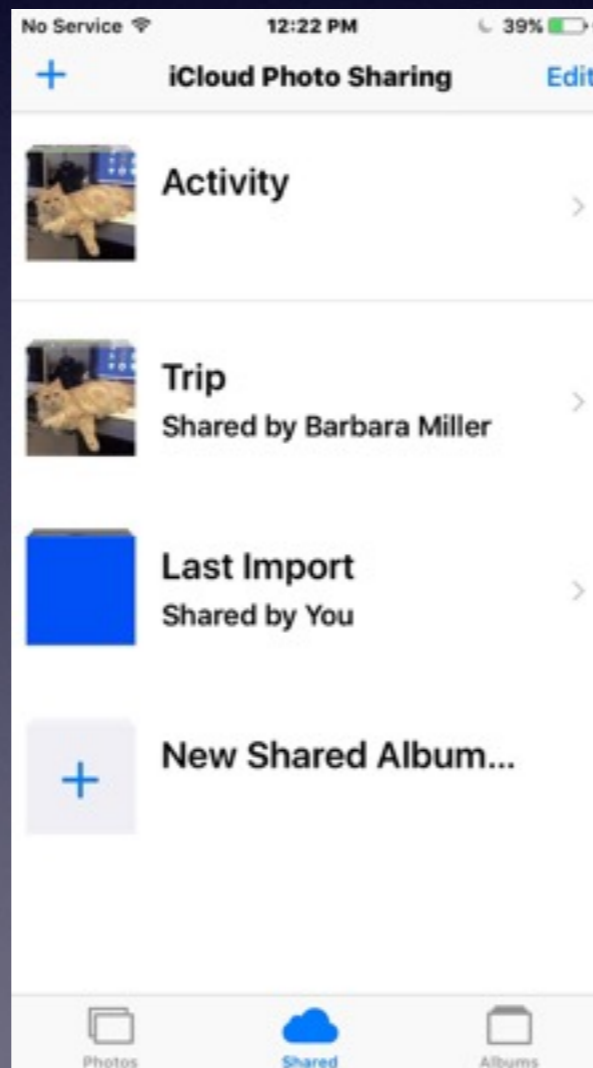 No Service 12:22 PM 39%
+ iCloud Photo Sharing Edit
Activity
Trip
Shared by Barbara Miller
Last Import
Shared by You
+ New Shared Album...
Photos Shared Albums